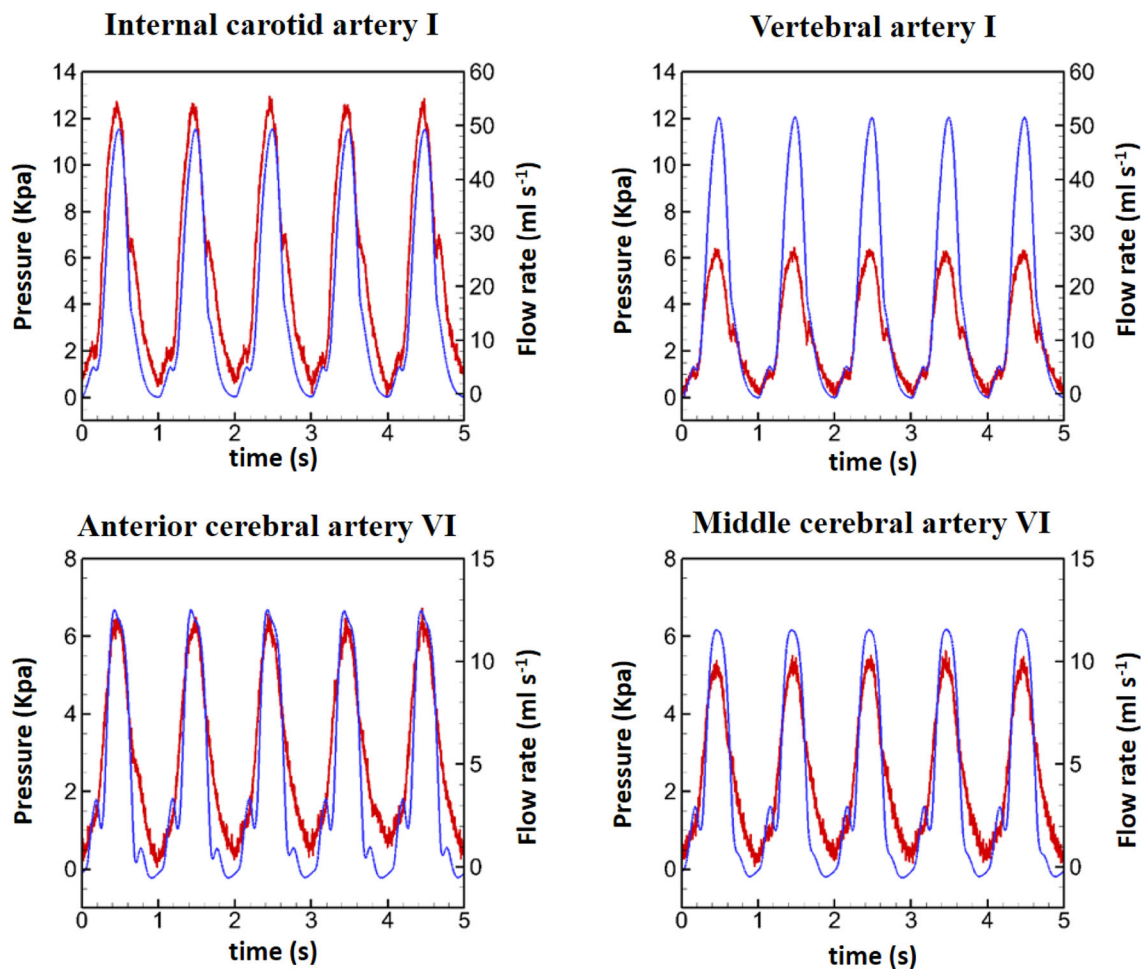 Internal carotid artery I
Pressure (Kpa)
14
12
10
8
6
4
2
0
60
50
40
30
20
10
0
Flow rate (ml s⁻¹)
0 1 2 3 4 5
time (s)
Vertebral artery I
Pressure (Kpa)
14
12
10
8
6
4
2
0
60
50
40
30
20
10
0
Flow rate (ml s⁻¹)
0 1 2 3 4 5
time (s)
Anterior cerebral artery VI
Pressure (Kpa)
8
6
4
2
0
15
10
5
0
Flow rate (ml s⁻¹)
0 1 2 3 4 5
time (s)
Middle cerebral artery VI
Pressure (Kpa)
8
6
4
2
0
15
10
5
0
Flow rate (ml s⁻¹)
0 1 2 3 4 5
time (s)